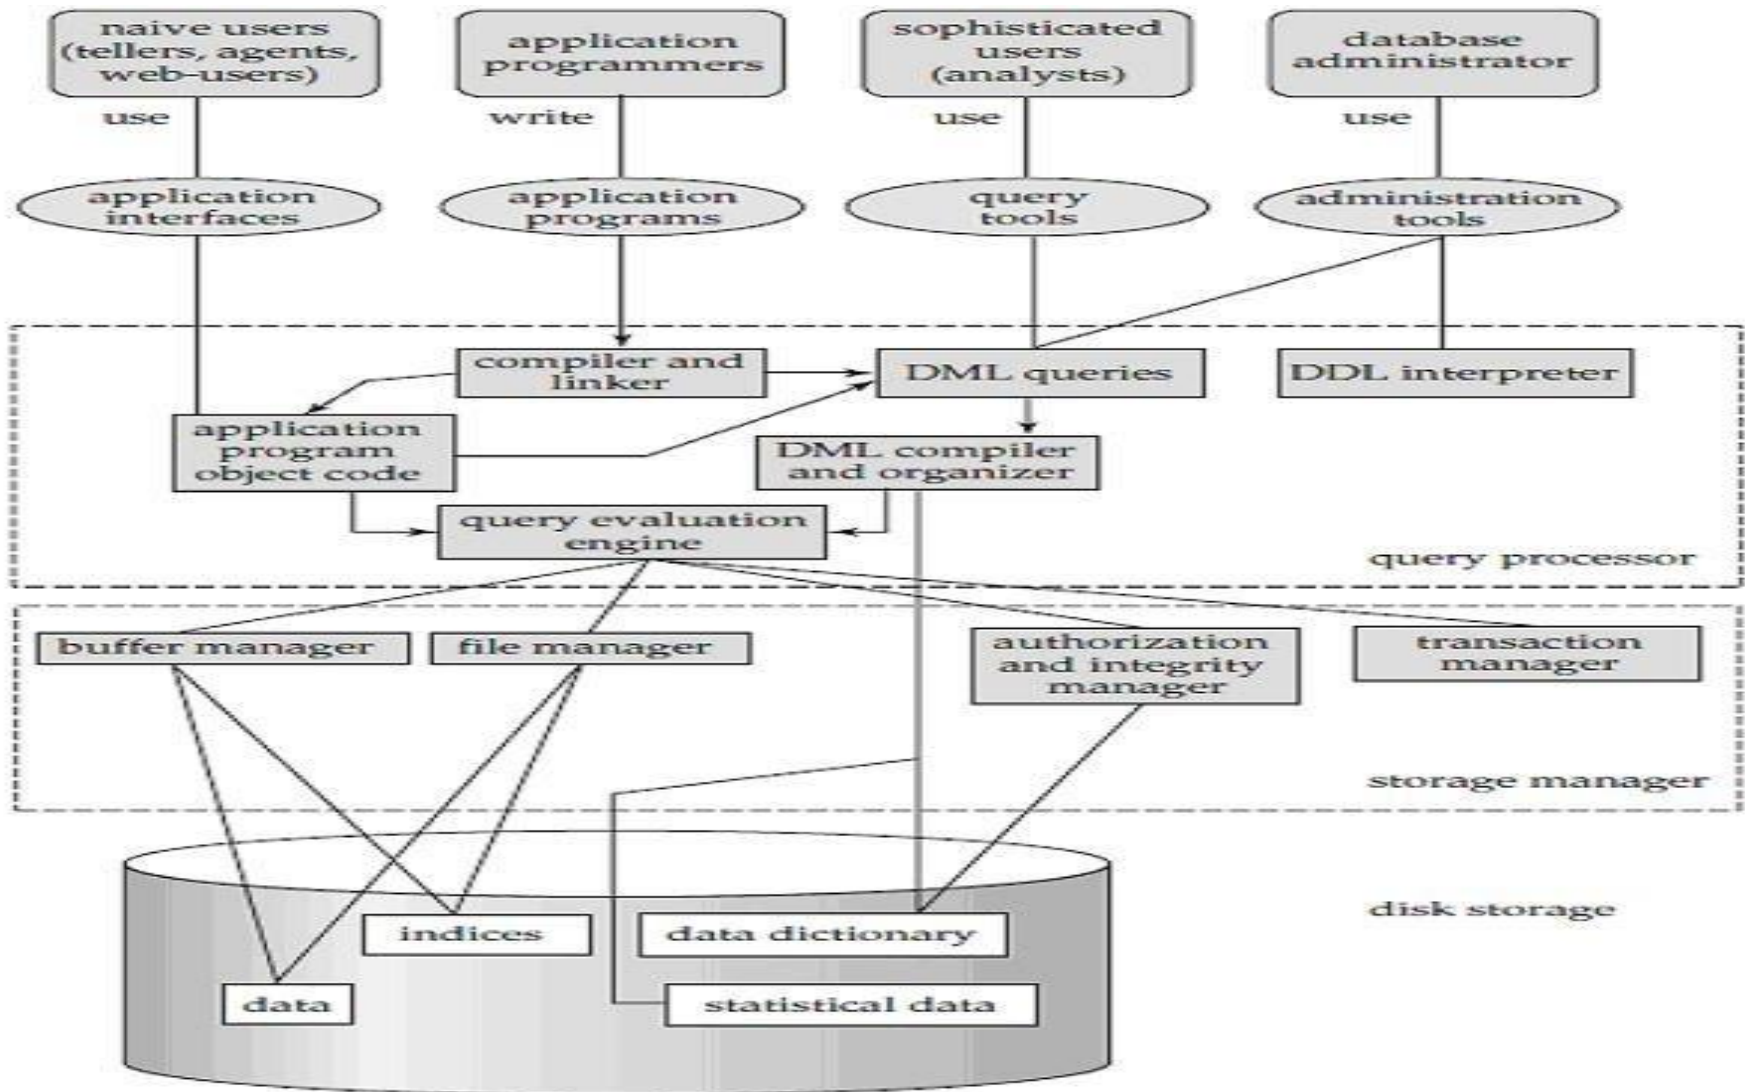 naive users
(tellers, agents,
web-users)
application
programmers
sophisticated
users
(analysts)
database
administrator
use
write
use
use
application
interfaces
application
programs
query
tools
administration
tools
compiler and
linker
DML queries
DDL interpreter
application
program
object code
DML compiler
and organizer
query evaluation
engine
query processor
buffer manager
file manager
authorization
and integrity
manager
transaction
manager
storage manager
disk storage
indices
data dictionary
data
statistical data